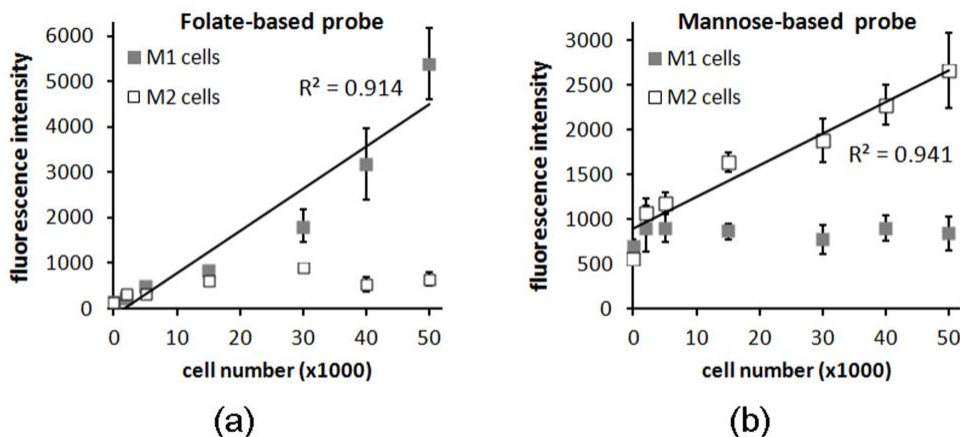 Folate-based probe
6000
5000
4000
3000
2000
1000
0
fluorescence intensity
M1 cells
M2 cells
R² = 0.914
0 10 20 30 40 50
cell number (x1000)
(a)
Mannose-based probe
3000
2500
2000
1500
1000
500
0
fluorescence intensity
M1 cells
M2 cells
R² = 0.941
0 10 20 30 40 50
cell number (x1000)
(b)